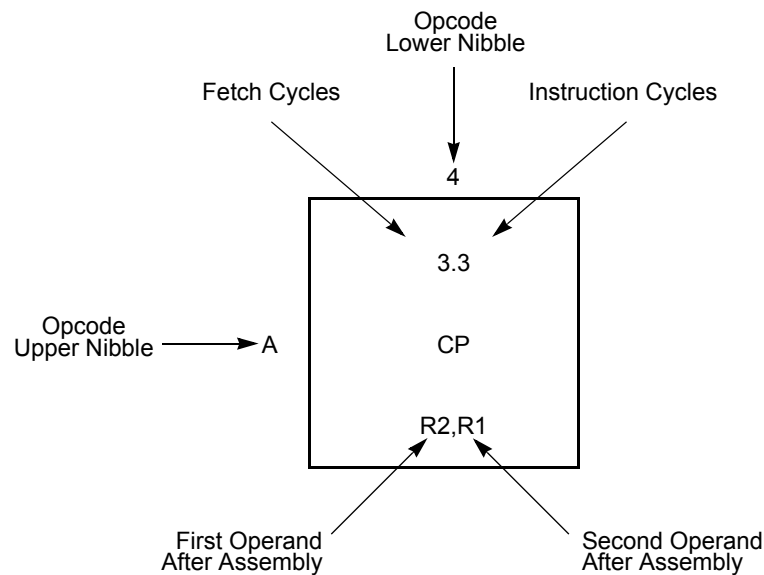 Opcode
Lower Nibble
Fetch Cycles
Instruction Cycles
4
3.3
Opcode
Upper Nibble
A
CP
R2,R1
First Operand
After Assembly
Second Operand
After Assembly